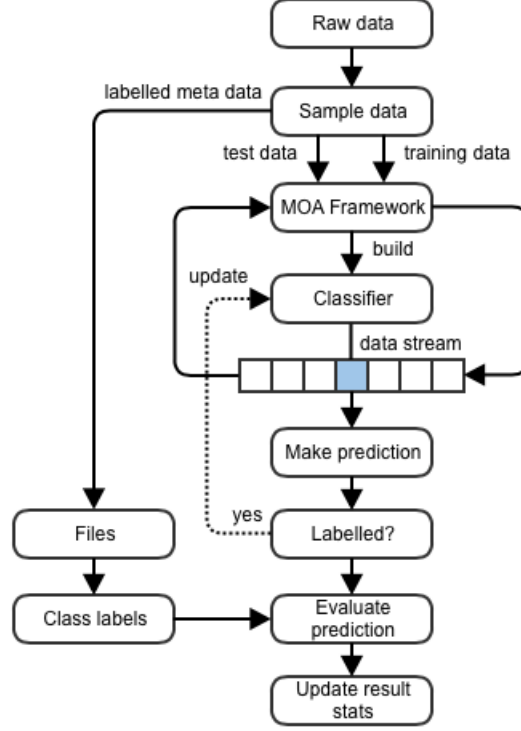 Raw data
labelled meta data
Sample data
test data
training data
MOA Framework
build
update
Classifier
data stream
Make prediction
yes
Labelled?
Files
Class labels
Evaluate
prediction
Update result
stats